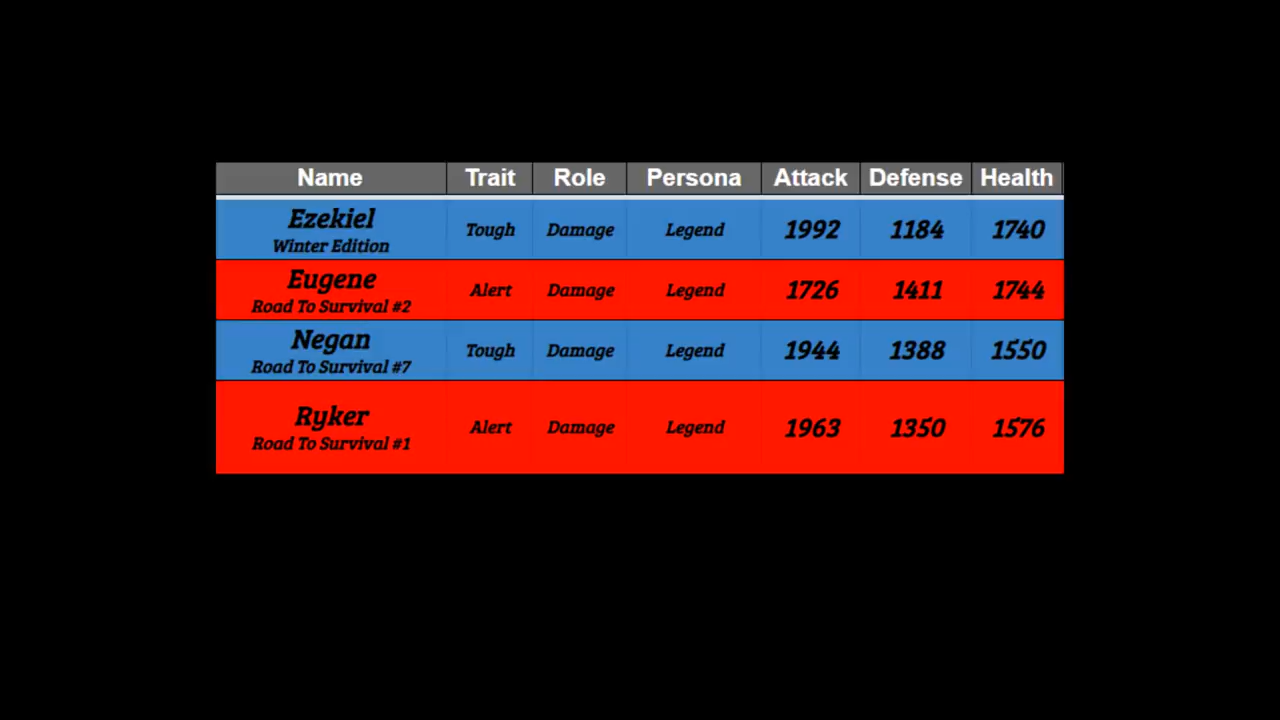 Name Trait Role Persona Attack Defense Health
Ezekiel
Winter Edition
Tough Damage Legend 1992 1184 1740
Eugene
Road To Survival #2
Alert Damage Legend 1726 1411 1744
Negan
Road To Survival #7
Tough Damage Legend 1944 1388 1550
Ryker
Road To Survival #1
Alert Damage Legend 1963 1350 1576